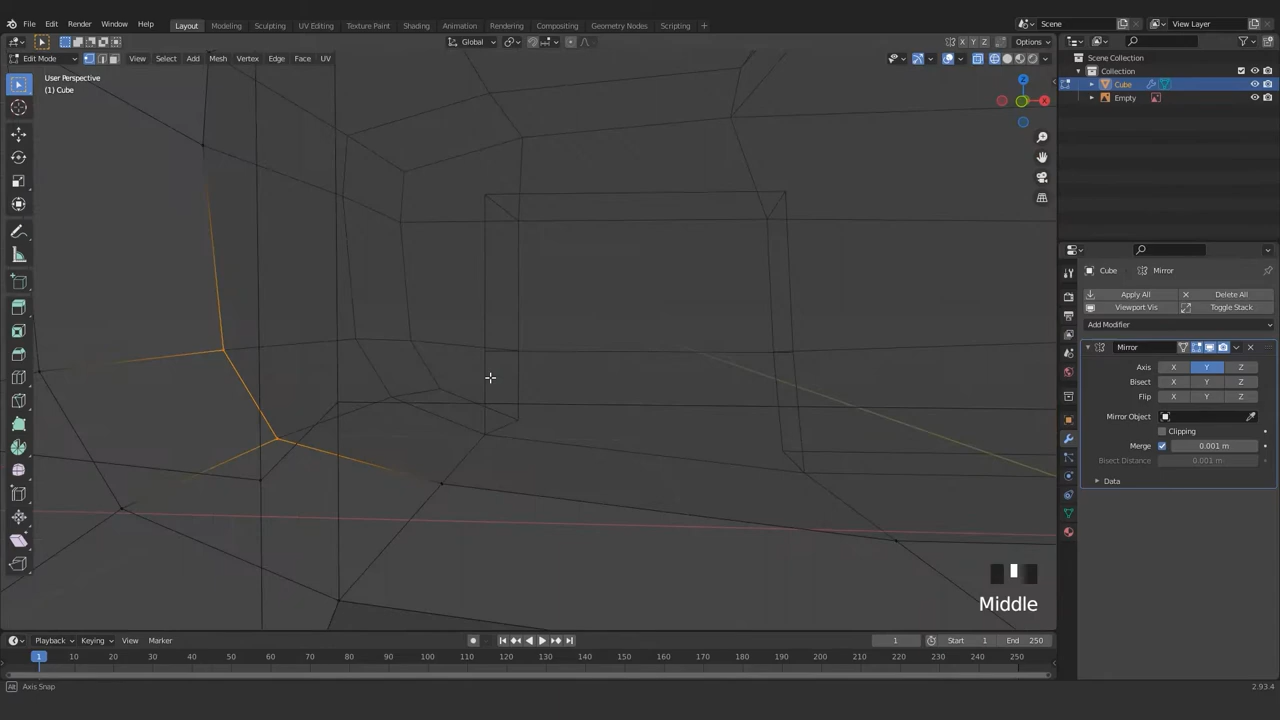 File Edit Render Window Help Layout Modeling Sculpting UV Editing Texture Paint Shading Animation Rendering Compositing Geometry Nodes Scripting + Scene View Layer
Global X Y Z Options
Edit Mode View Select Add Mesh Vertex Edge Face UV
User Perspective
(1) Cube
Z
X
Scene Collection
Collection
Cube
Empty
Cube Mirror
Apply All Delete All
Viewport Vis Toggle Stack
Add Modifier
Mirror
Axis X Y Z
Bisect X Y Z
Flip X Y Z
Mirror Object
Clipping
Merge 0.001 m
Bisect Distance 0.001 m
Data
Middle
Playback Keying View Marker 1 Start 1 End 250
1 10 20 30 40 50 60 70 80 90 100 110 120 130 140 150 160 170 180 190 200 210 220 230 240 250
Alt Axis Snap 2.93.4